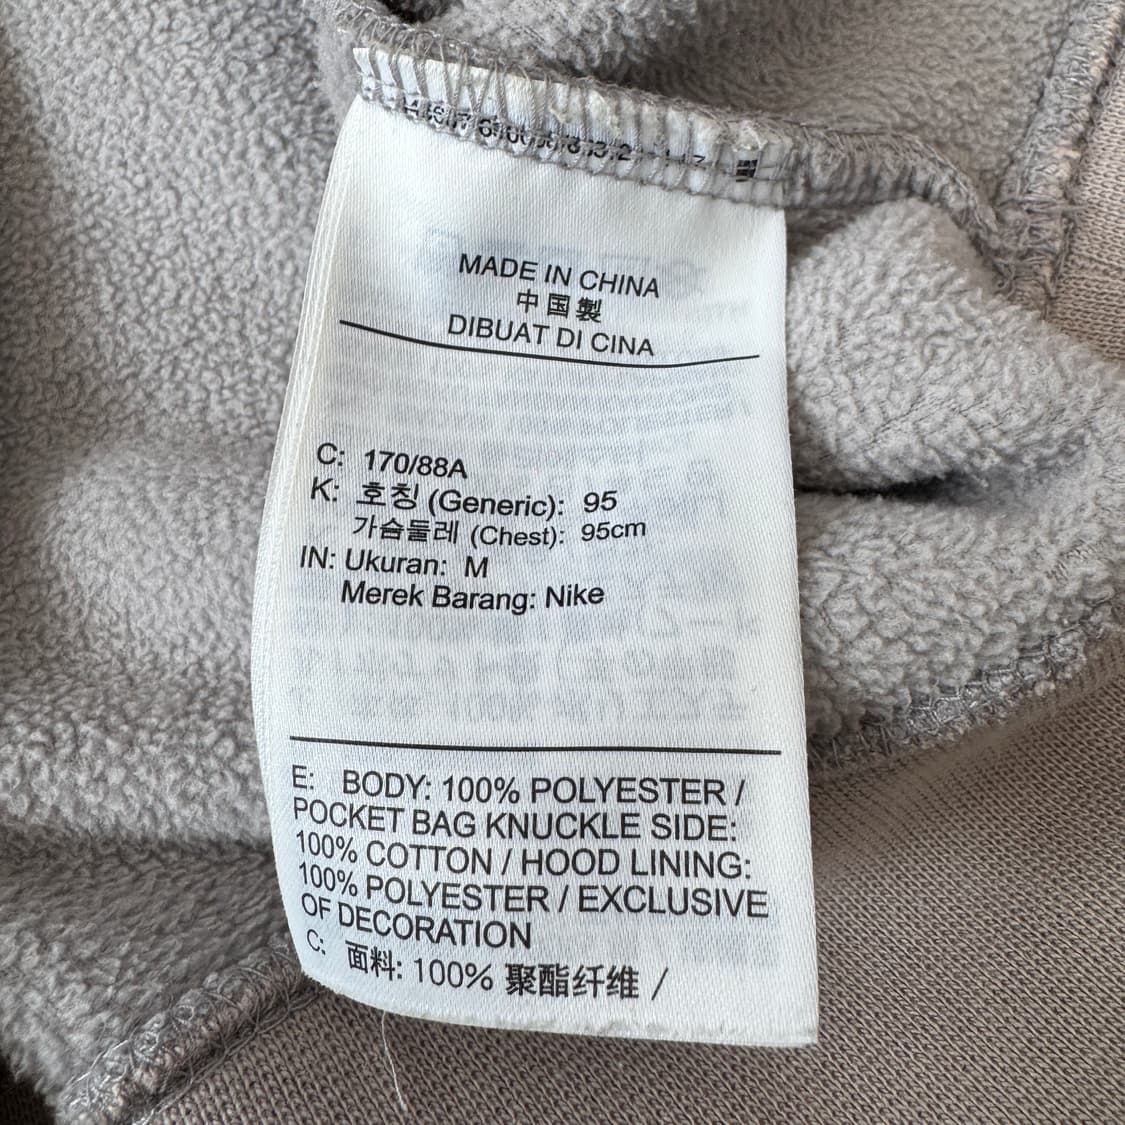 MADE IN CHINA
中国製
DIBUAT DI CINA
C: 170/88A
K: 호칭 (Generic): 95
가슴둘레 (Chest): 95cm
IN: Ukuran: M
Merek Barang: Nike
E: BODY: 100% POLYESTER /
POCKET BAG KNUCKLE SIDE:
100% COTTON / HOOD LINING:
100% POLYESTER / EXCLUSIVE
OF DECORATION
C: 面料: 100% 聚酯纤维 /